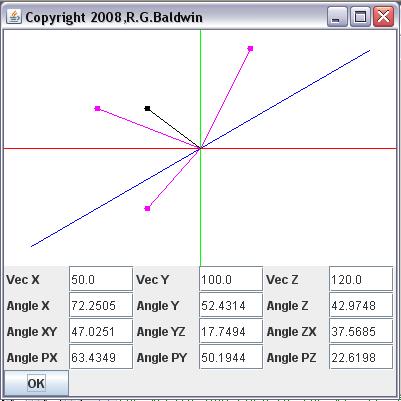 Copyright 2008,R.G.Baldwin
Vec X 50.0 Vec Y 100.0 Vec Z 120.0
Angle X 72.2505 Angle Y 52.4314 Angle Z 42.9748
Angle XY 47.0251 Angle YZ 17.7494 Angle ZX 37.5685
Angle PX 63.4349 Angle PY 50.1944 Angle PZ 22.6198
OK